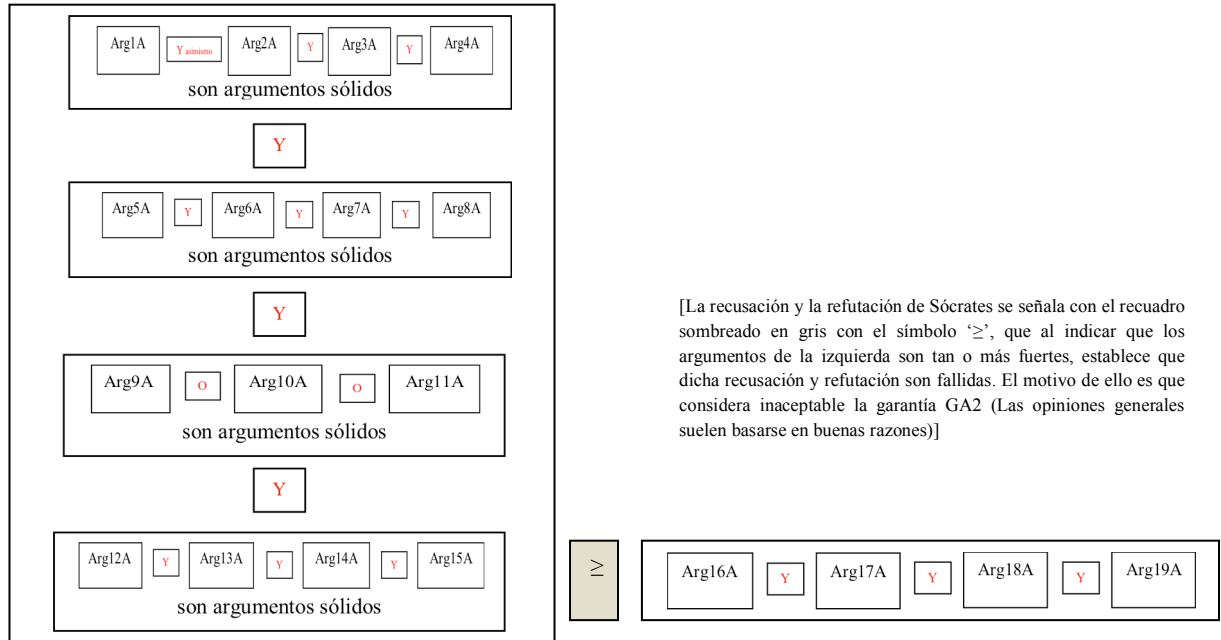 Arg1A Y asimismo Arg2A Y Arg3A Y Arg4A
son argumentos sólidos
Y
Arg5A Y Arg6A Y Arg7A Y Arg8A
son argumentos sólidos
Y
[La recusación y la refutación de Sócrates se señala con el recuadro
sombreado en gris con el símbolo ‘≥’, que al indicar que los
argumentos de la izquierda son tan o más fuertes, establece que
dicha recusación y refutación son fallidas. El motivo de ello es que
considera inaceptable la garantía GA2 (Las opiniones generales
suelen basarse en buenas razones)]
Arg9A O Arg10A O Arg11A
son argumentos sólidos
Y
Arg12A Y Arg13A Y Arg14A Y Arg15A
son argumentos sólidos
≥
Arg16A Y Arg17A Y Arg18A Y Arg19A